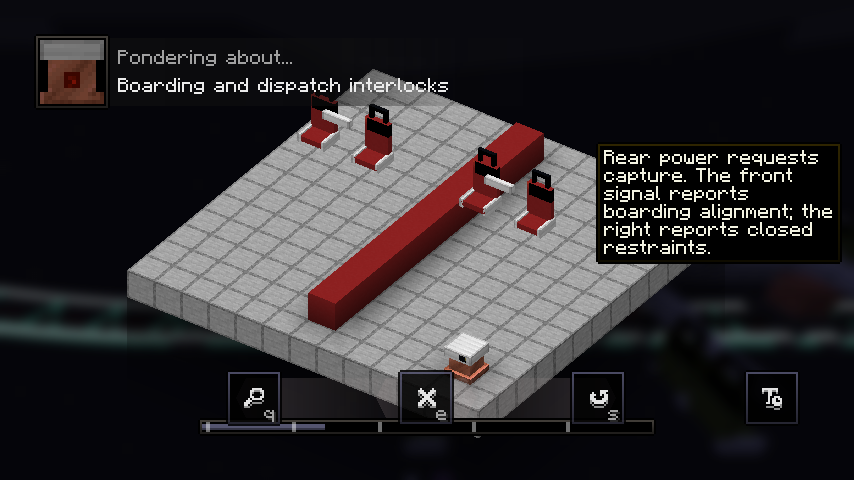 Pondering about...
Boarding and dispatch interlocks
Rear power requests
capture. The front
signal reports
boarding alignment; the
right reports closed
restraints.
q
e
s
T